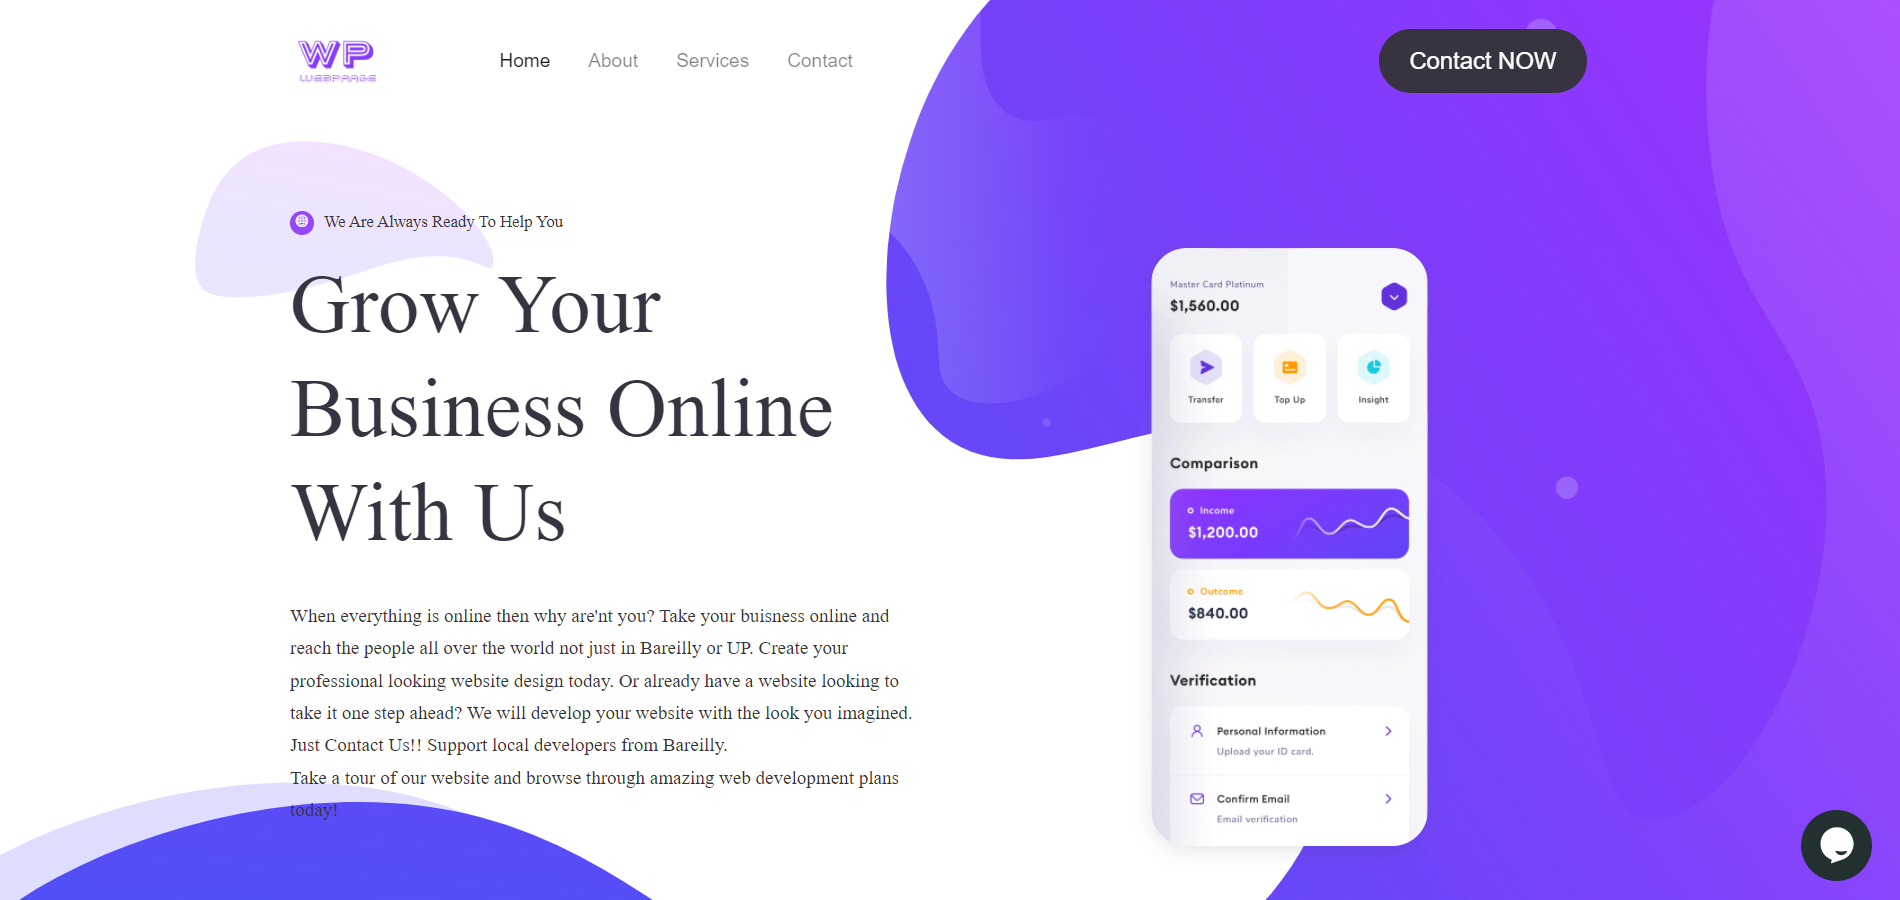 WP
WEBPARGE
Home
About
Services
Contact
Contact NOW
We Are Always Ready To Help You
Grow Your
Business Online
With Us
When everything is online then why are'nt you? Take your buisness online and
reach the people all over the world not just in Bareilly or UP. Create your
professional looking website design today. Or already have a website looking to
take it one step ahead? We will develop your website with the look you imagined.
Just Contact Us!! Support local developers from Bareilly.
Take a tour of our website and browse through amazing web development plans
today!
Master Card Platinum
$1,560.00
Transfer
Top Up
Insight
Comparison
Income
$1,200.00
Outcome
$840.00
Verification
Personal Information
Upload your ID card.
Confirm Email
Email verification